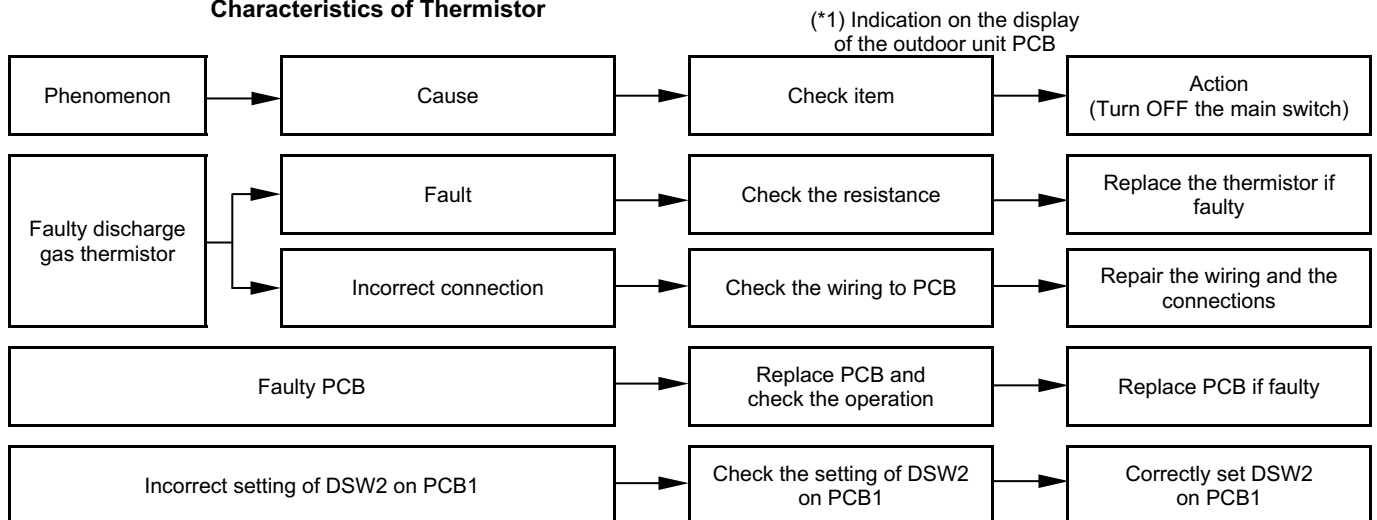 Characteristics of Thermistor
(*1) Indication on the display
of the outdoor unit PCB
Phenomenon
Cause
Check item
Action
(Turn OFF the main switch)
Faulty discharge
gas thermistor
Fault
Check the resistance
Replace the thermistor if
faulty
Incorrect connection
Check the wiring to PCB
Repair the wiring and the
connections
Faulty PCB
Replace PCB and
check the operation
Replace PCB if faulty
Incorrect setting of DSW2 on PCB1
Check the setting of DSW2
on PCB1
Correctly set DSW2
on PCB1